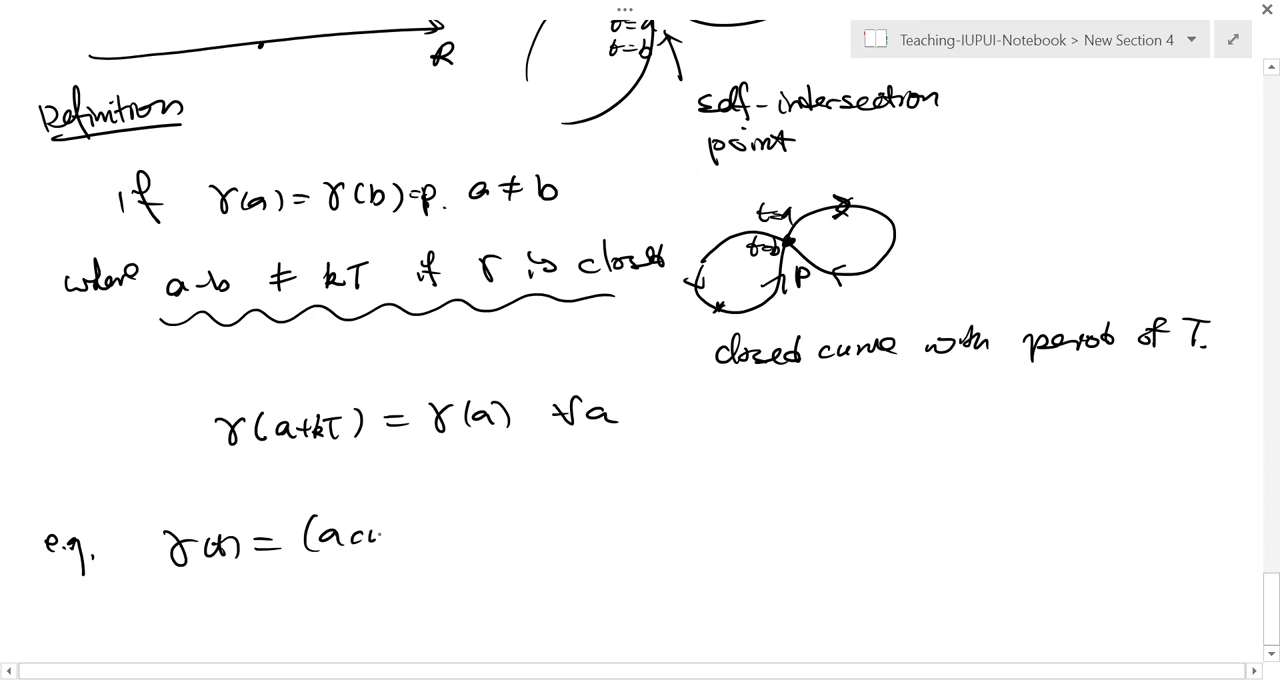 Teaching-IUPUI-Notebook > New Section 4
t=a
t=b
R
Definition
self-intersection
point
if γ(a) = γ(b) = p. a ≠ b
t=a
t=b
P
where a-b ≠ kT if γ is closed
closed curve with period of T.
γ(a+kT) = γ(a) ∀a
e.g. γ(t) = (a co